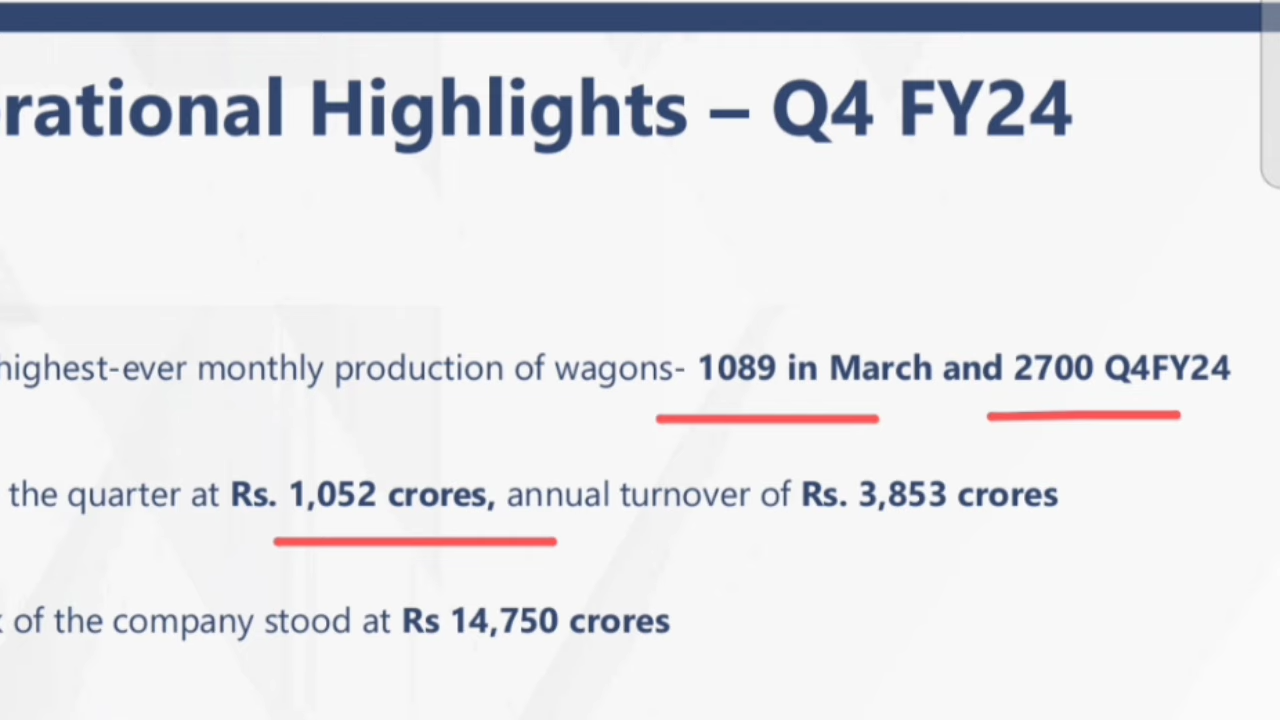 rational Highlights – Q4 FY24
highest-ever monthly production of wagons- 1089 in March and 2700 Q4FY24
the quarter at Rs. 1,052 crores, annual turnover of Rs. 3,853 crores
of the company stood at Rs 14,750 crores